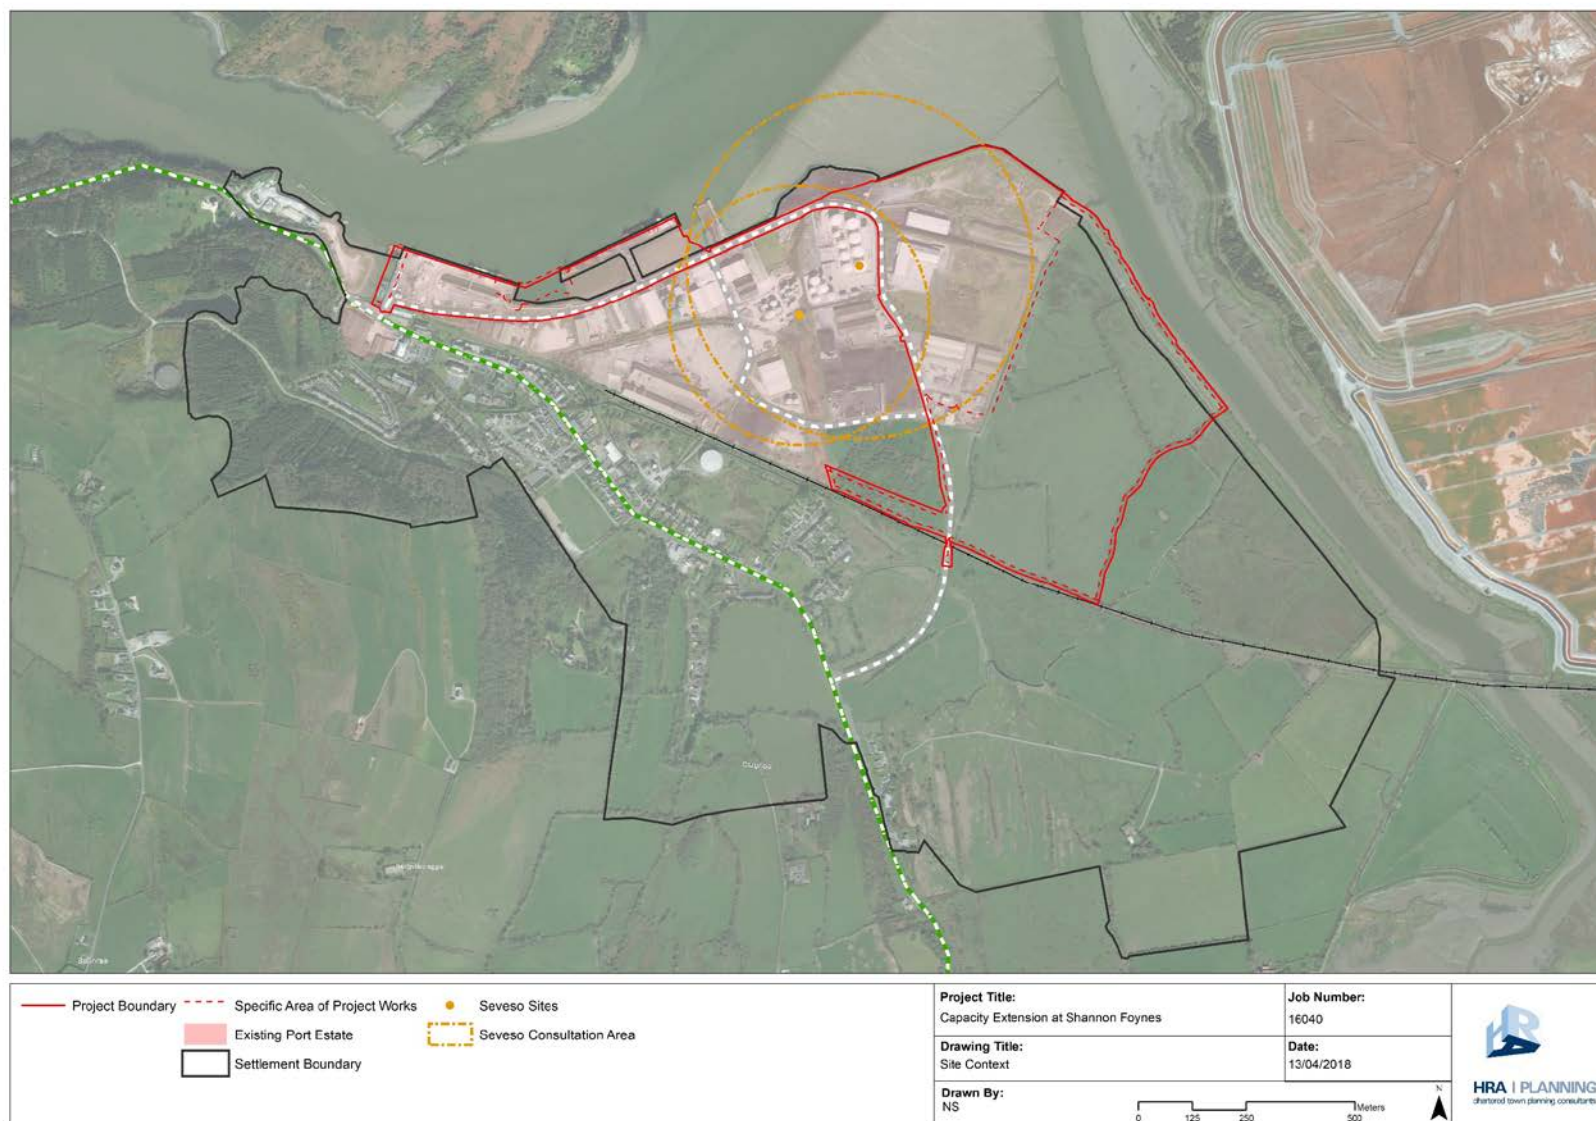 Project Boundary
Specific Area of Project Works
Seveso Sites
Existing Port Estate
Seveso Consultation Area
Settlement Boundary
Project Title:
Capacity Extension at Shannon Foynes
Job Number:
16040
Drawing Title:
Site Context
Date:
13/04/2018
Drawn By:
NS
0 125 250 500 Meters
N
HRA | PLANNING
chartered town planning consultants